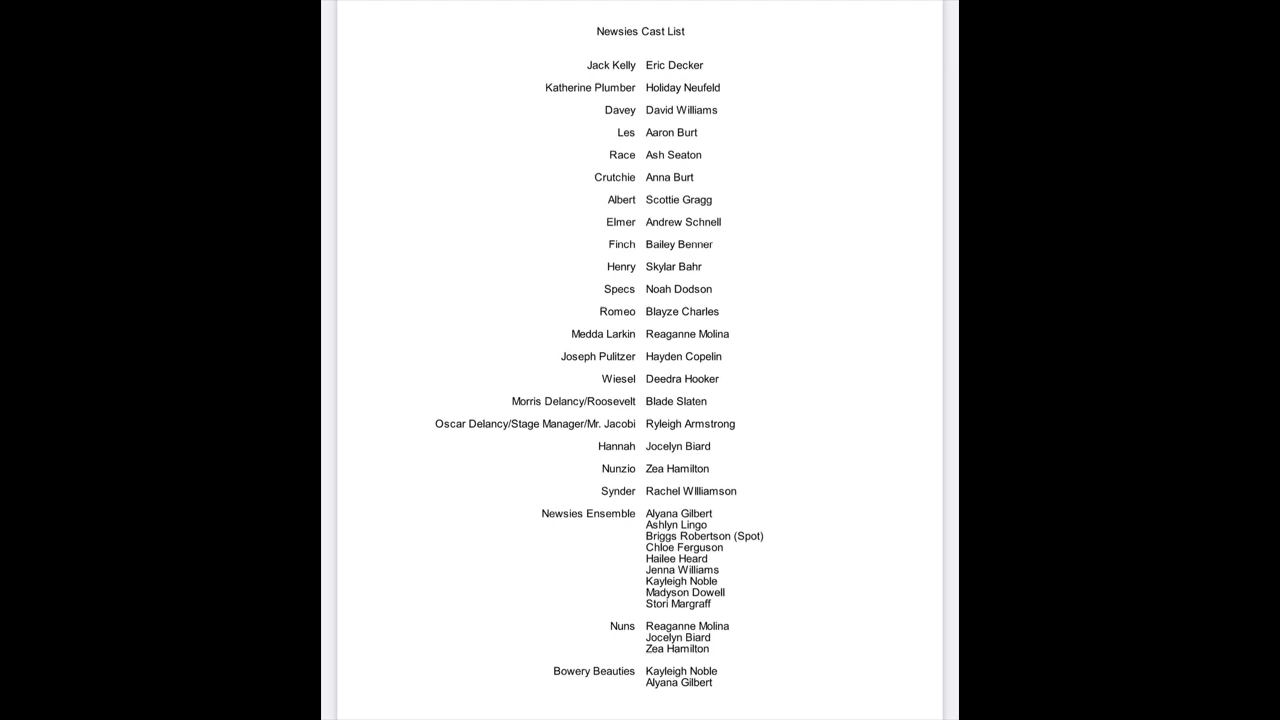 Newsies Cast List
Jack Kelly Eric Decker
Katherine Plumber Holiday Neufeld
Davey David Williams
Les Aaron Burt
Race Ash Seaton
Crutchie Anna Burt
Albert Scottie Gragg
Elmer Andrew Schnell
Finch Bailey Benner
Henry Skylar Bahr
Specs Noah Dodson
Romeo Blayze Charles
Medda Larkin Reaganne Molina
Joseph Pulitzer Hayden Copelin
Wiesel Deedra Hooker
Morris Delancy/Roosevelt Blade Slaten
Oscar Delancy/Stage Manager/Mr. Jacobi Ryleigh Armstrong
Hannah Jocelyn Biard
Nunzio Zea Hamilton
Synder Rachel WIlliamson
Newsies Ensemble Alyana Gilbert
Ashlyn Lingo
Briggs Robertson (Spot)
Chloe Ferguson
Hailee Heard
Jenna Williams
Kayleigh Noble
Madyson Dowell
Stori Margraff
Nuns Reaganne Molina
Jocelyn Biard
Zea Hamilton
Bowery Beauties Kayleigh Noble
Alyana Gilbert